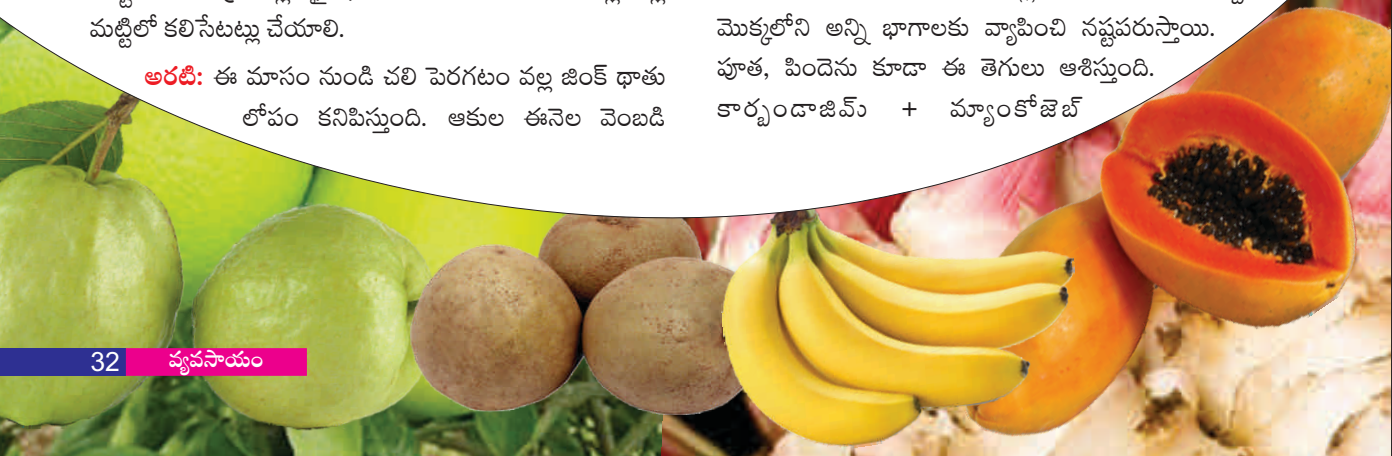 మట్టిలో కలిసేటట్లు చేయాలి.
అరటి: ఈ మాసం నుండి చలి పెరగటం వల్ల జింక్ థాతు
లోపం కనిపిస్తుంది. ఆకుల ఈనెల వెంబడి
మొక్కలోని అన్ని భాగాలకు వ్యాపించి నష్టపరుస్తాయి.
పూత, పిందెను కూడా ఈ తెగులు ఆశిస్తుంది.
కార్బండాజిమ్ + మ్యాంకోజెబ్
32 వ్యవసాయం